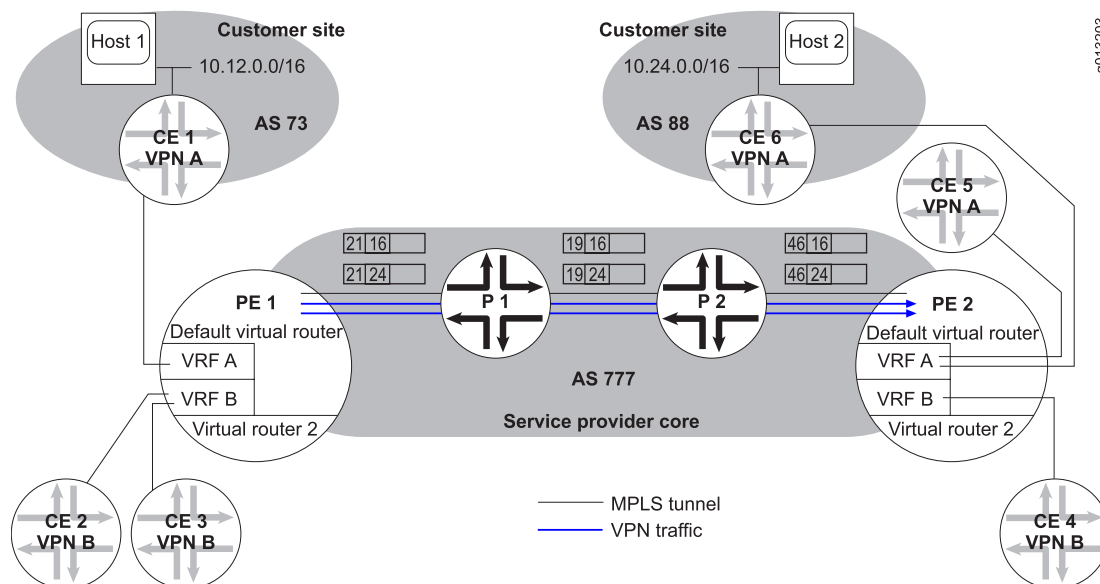 Customer site
Host 1
10.12.0.0/16
AS 73
CE 1
VPN A
Customer site
Host 2
10.24.0.0/16
AS 88
CE 6
VPN A
CE 5
VPN A
21 16
19 16
46 16
21 24
19 24
46 24
PE 1
P 1
P 2
PE 2
Default virtual router
Default virtual router
VRF A
VRF A
AS 777
VRF B
VRF B
Service provider core
Virtual router 2
Virtual router 2
CE 2
VPN B
CE 3
VPN B
MPLS tunnel
VPN traffic
CE 4
VPN B